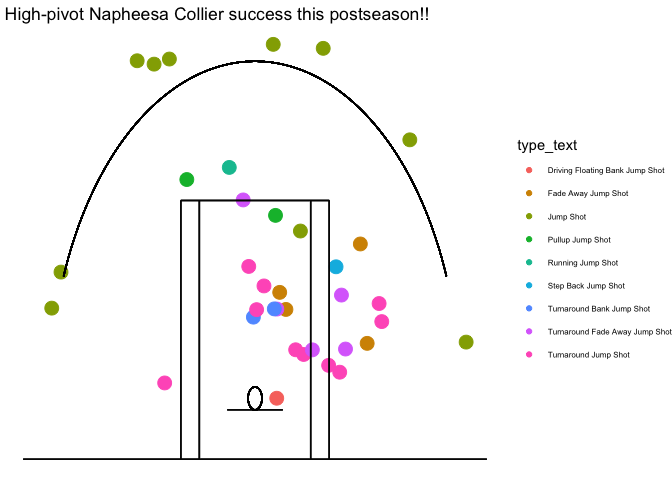 High-pivot Napheesa Collier success this postseason!!
type_text
Driving Floating Bank Jump Shot
Fade Away Jump Shot
Jump Shot
Pullup Jump Shot
Running Jump Shot
Step Back Jump Shot
Turnaround Bank Jump Shot
Turnaround Fade Away Jump Shot
Turnaround Jump Shot